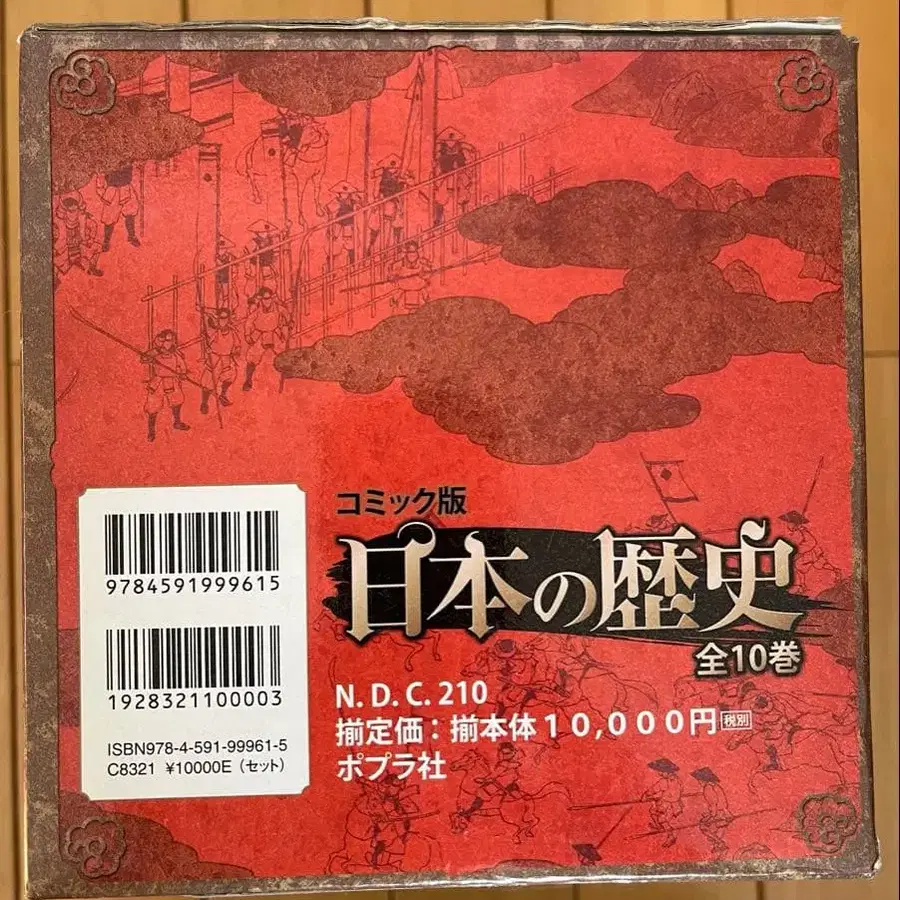 コミック版
日本の歴史
全10巻
9784591999615
1928321100003
ISBN978-4-591-99961-5
C8321 ¥10000E（セット）
N. D. C. 210
揃定価：揃本体１０,０００円 税別
ポプラ社